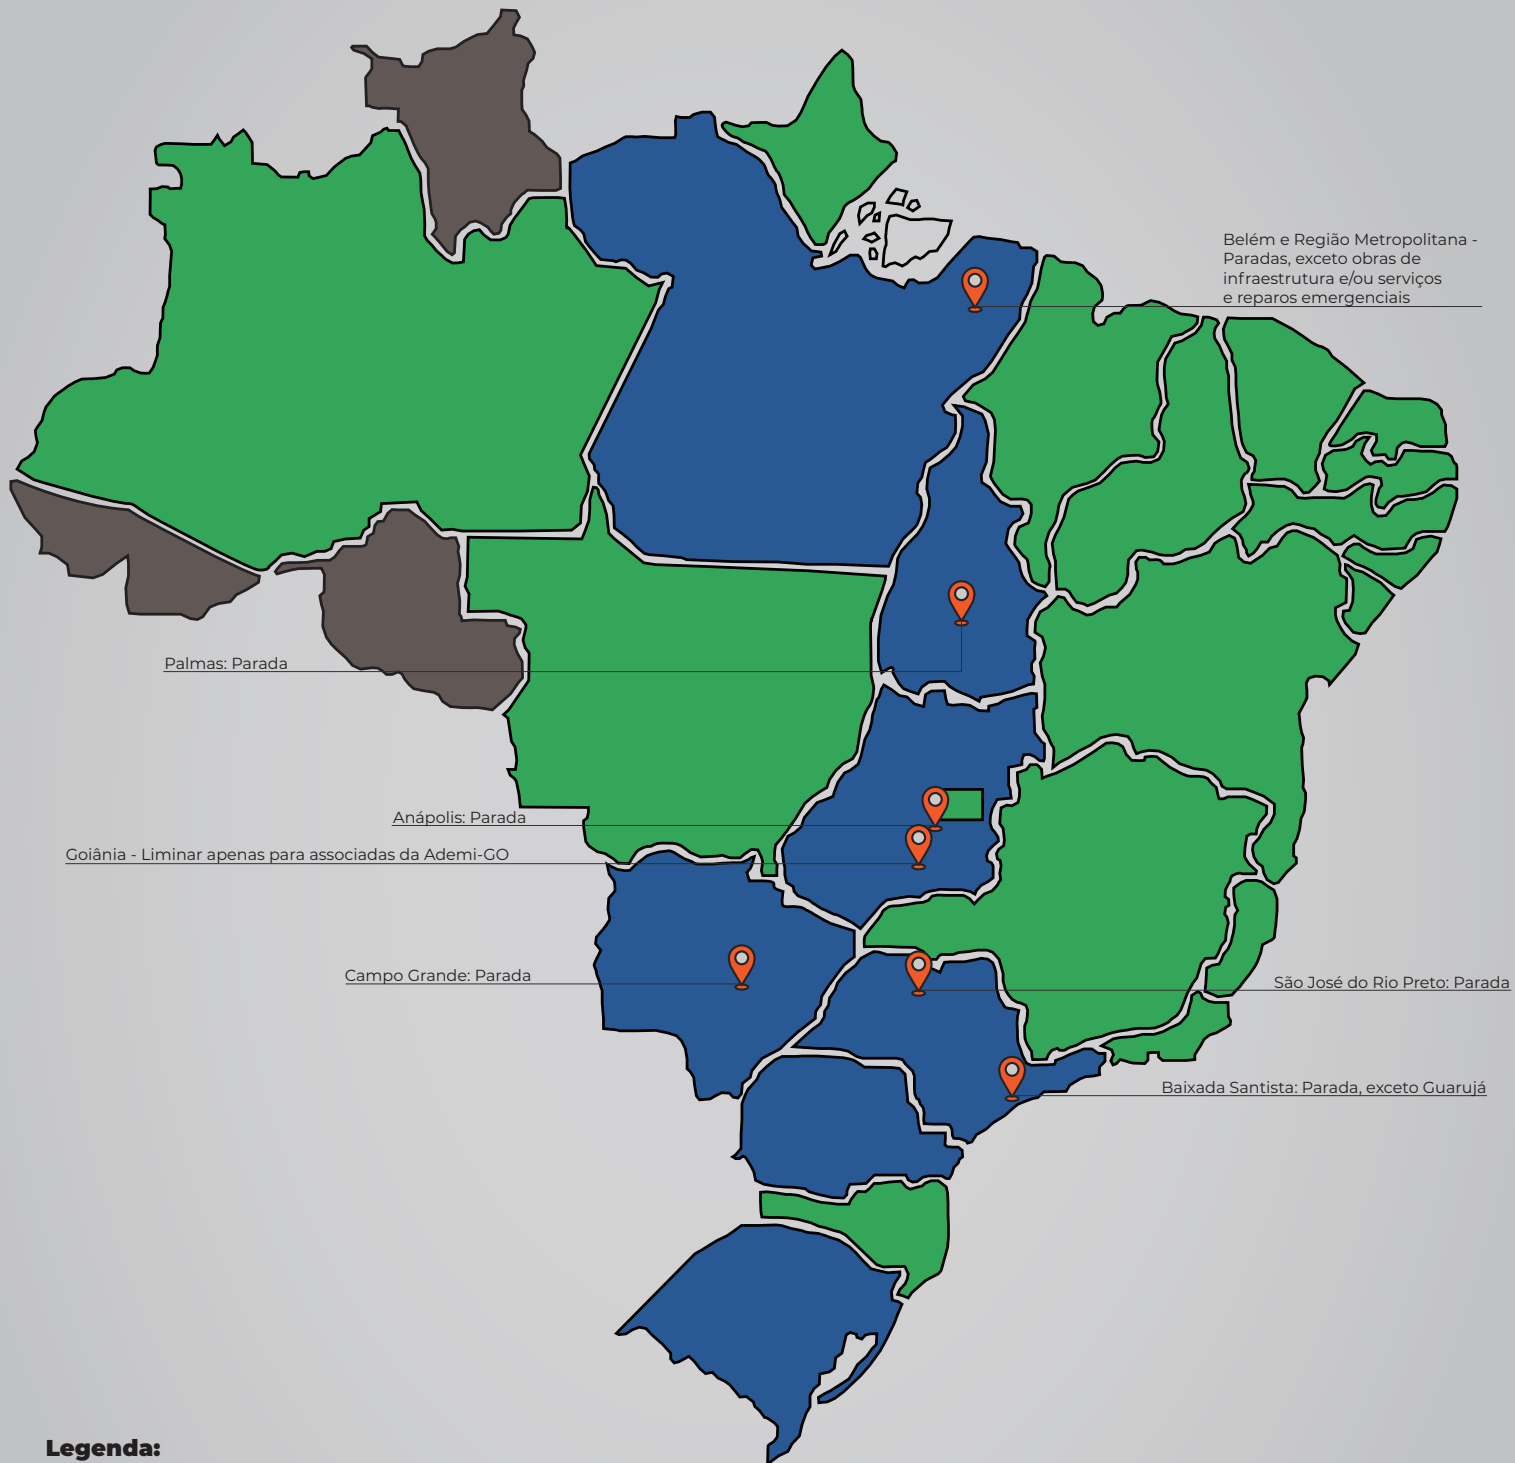 Belém e Região Metropolitana -
Paradas, exceto obras de
infraestrutura e/ou serviços
e reparos emergenciais
Palmas: Parada
Anápolis: Parada
Goiânia - Liminar apenas para associadas da Ademi-GO
Campo Grande: Parada
São José do Rio Preto: Parada
Baixada Santista: Parada, exceto Guarujá
Legenda: